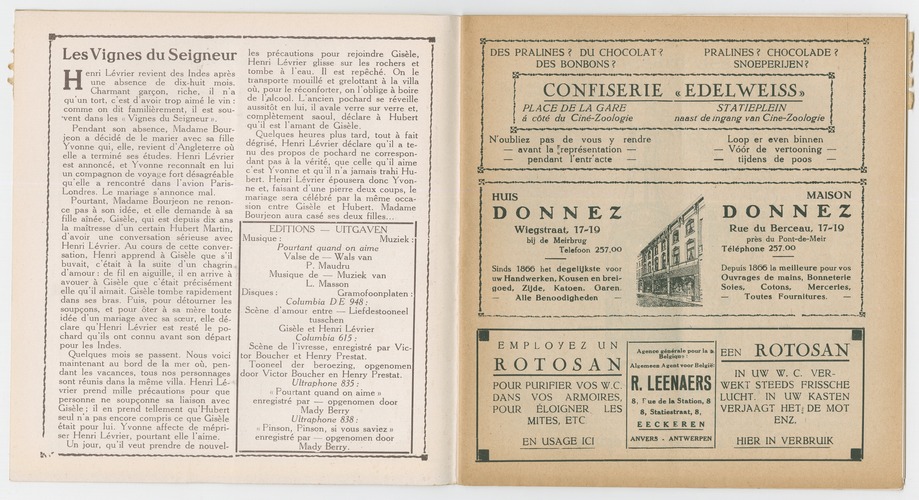 Les Vignes du Seigneur
Henri Lévrier revient des Indes après
une absence de dix-huit mois.
Charmant garçon, riche, il n'a
qu'un tort, c'est d'avoir trop aimé le vin :
comme on dit familièrement, il est sou-
vent dans les « Vignes du Seigneur ».
Pendant son absence, Madame Bour-
jeon a décidé de le marier avec sa fille
Yvonne qui, elle, revient d'Angleterre où
elle a terminé ses études. Henri Lévrier
est annoncé, et Yvonne reconnaît en lui
un compagnon de voyage fort désagréable
qu'elle a rencontré dans l'avion Paris-
Londres. Le mariage s'annonce mal.
Pourtant, Madame Bourjeon ne renon-
ce pas à son idée, et elle demande à sa
fille aînée, Gisèle, qui est depuis dix ans
la maîtresse d'un certain Hubert Martin,
d'avoir une conversation sérieuse avec
Henri Lévrier. Au cours de cette conver-
sation, Henri apprend à Gisèle que s'il
buvait, c'était à la suite d'un chagrin
d'amour : de fil en aiguille, il en arrive à
avouer à Gisèle que c'était précisément
elle qu'il aimait. Gisèle tombe rapidement
dans ses bras. Puis, pour détourner les
soupçons, et pour ôter à sa mère toute
idée d'un mariage avec sa sœur, elle dé-
clare qu'Henri Lévrier est resté le po-
chard qu'ils ont connu avant son départ
pour les Indes.
Quelques mois se passent. Nous voici
maintenant au bord de la mer où, pen-
dant les vacances, tous nos personnages
sont réunis dans la même villa. Henri Lé-
vrier prend mille précautions pour que
personne ne soupçonne sa liaison avec
Gisèle ; il en prend tellement qu'Hubert
seul n'a pas encore compris ce que Gisèle
était pour lui. Yvonne affecte de mépri-
ser Henri Lévrier, pourtant elle l'aime.
Un jour, qu'il veut prendre de nouvel-
les précautions pour rejoindre Gisèle,
Henri Lévrier glisse sur les rochers et
tombe à l'eau. Il est repêché. On le
transporte mouillé et grelottant à la villa
où, pour le réconforter, on l'oblige à boire
de l'alcool. L'ancien pochard se réveille
aussitôt en lui, il avale verre sur verre et,
complètement saoul, déclare à Hubert
qu'il est l'amant de Gisèle.
Quelques heures plus tard, tout à fait
dégrisé, Henri Lévrier déclare qu'il a te-
nu des propos de pochard ne correspon-
dant pas à la vérité, que celle qu'il aime
c'est Yvonne et qu'il n'a jamais trahi Hu-
bert. Henri Lévrier épousera donc Yvon-
ne et, faisant d'une pierre deux coups, le
mariage sera célébré par la même occa-
sion entre Gisèle et Hubert. Madame
Bourjeon aura casé ses deux filles...
EDITIONS — UITGAVEN
Musique : Muziek :
Pourtant quand on aime
Valse de — Wals van
P. Maudru
Musique de — Muziek van
L. Masson
Disques : Gramofoonplaten :
Columbia DE 948 :
Scène d'amour entre — Liefdestooneel
tusschen
Gisèle et Henri Lévrier
Columbia 615 :
Scène de l'ivresse, enregistré par Vic-
tor Boucher et Henry Prestat.
Tooneel der beroezing, opgenomen
door Victor Boucher en Henry Prestat.
Ultraphone 835 :
« Pourtant quand on aime »
enregistré par — opgenomen door
Mady Berry
Ultraphone 838 :
« Pinson, Pinson, si vous saviez »
enregistré par — opgenomen door
Mady Berry.
DES PRALINES ? DU CHOCOLAT ?
DES BONBONS ?
PRALINES ? CHOCOLADE ?
SNOEPERIJEN ?
CONFISERIE « EDELWEISS »
PLACE DE LA GARE
à côté du Ciné-Zoologie
STATIEPLEIN
naast de ingang van Cine-Zoologie
N'oubliez pas de vous y rendre
— avant la représentation —
— pendant l'entr'acte —
Loop er even binnen
— Vóór de vertooning —
— tijdens de poos —
HUIS
DONNEZ
Wiegstraat, 17-19
bij de Meirbrug
Telefoon 257.00
Sinds 1866 het degelijkste voor
uw Handwerken, Kousen en brei-
goed, Zijde, Katoen. Garen.
— Alle Benoodigheden —
MAISON
DONNEZ
Rue du Berceau, 17-19
près du Pont-de-Meir
Téléphone 257.00
Depuis 1866 la meilleure pour vos
Ouvrages de mains, Bonneterie
Soies, Cotons, Merceries,
— Toutes Fournitures. —
EMPLOYEZ UN
ROTOSAN
POUR PURIFIER VOS W.C.
DANS VOS ARMOIRES,
POUR ÉLOIGNER LES
MITES, ETC.
EN USAGE ICI
Agence générale pour la
Belgique :
Algemeen Agent voor België
R. LEENAERS
8, Rue de la Station, 8
8, Statiestraat, 8,
EECKEREN
ANVERS - ANTWERPEN
EEN ROTOSAN
IN UW W. C. VER-
WEKT STEEDS FRISSCHE
LUCHT. IN UW KASTEN
VERJAAGT HET DE MOT
ENZ.
HIER IN VERBRUIK